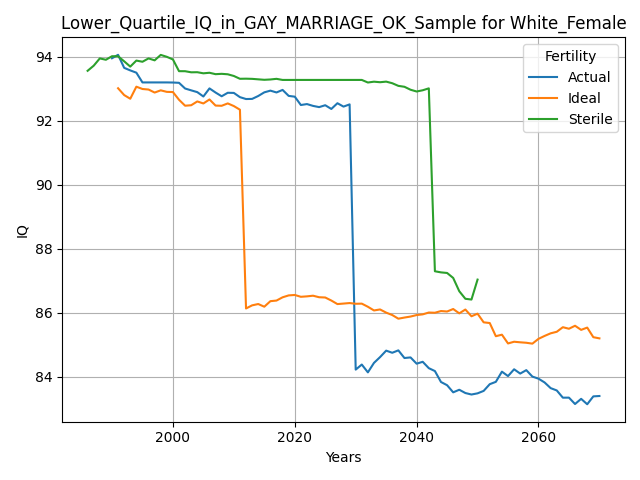 Lower_Quartile_IQ_in_GAY_MARRIAGE_OK_Sample for White_Female
Fertility
Actual
Ideal
Sterile
IQ
94
92
90
88
86
84
2000
2020
2040
2060
Years